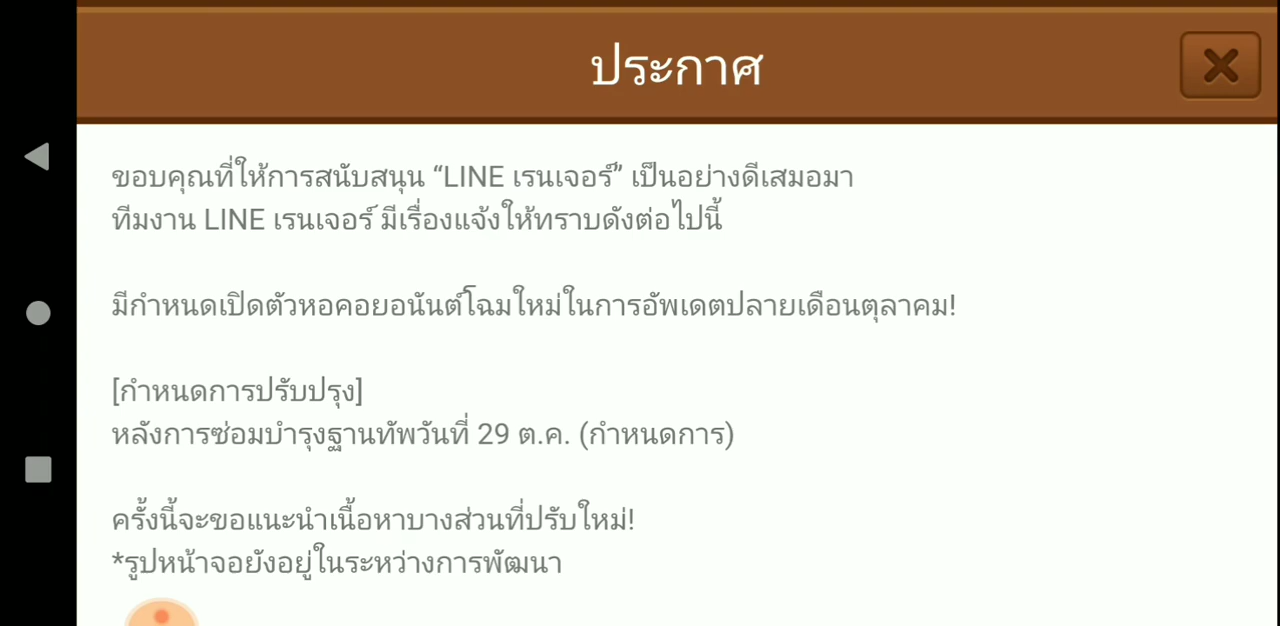 ประกาศ
ขอบคุณที่ให้การสนับสนุน “LINE เรนเจอร์” เป็นอย่างดีเสมอมา
ทีมงาน LINE เรนเจอร์ มีเรื่องแจ้งให้ทราบดังต่อไปนี้
มีกำหนดเปิดตัวหอคอยอนันต์โฉมใหม่ในการอัพเดตปลายเดือนตุลาคม!
[กำหนดการปรับปรุง]
หลังการซ่อมบำรุงฐานทัพวันที่ 29 ต.ค. (กำหนดการ)
ครั้งนี้จะขอแนะนำเนื้อหาบางส่วนที่ปรับใหม่!
*รูปหน้าจอยังอยู่ในระหว่างการพัฒนา